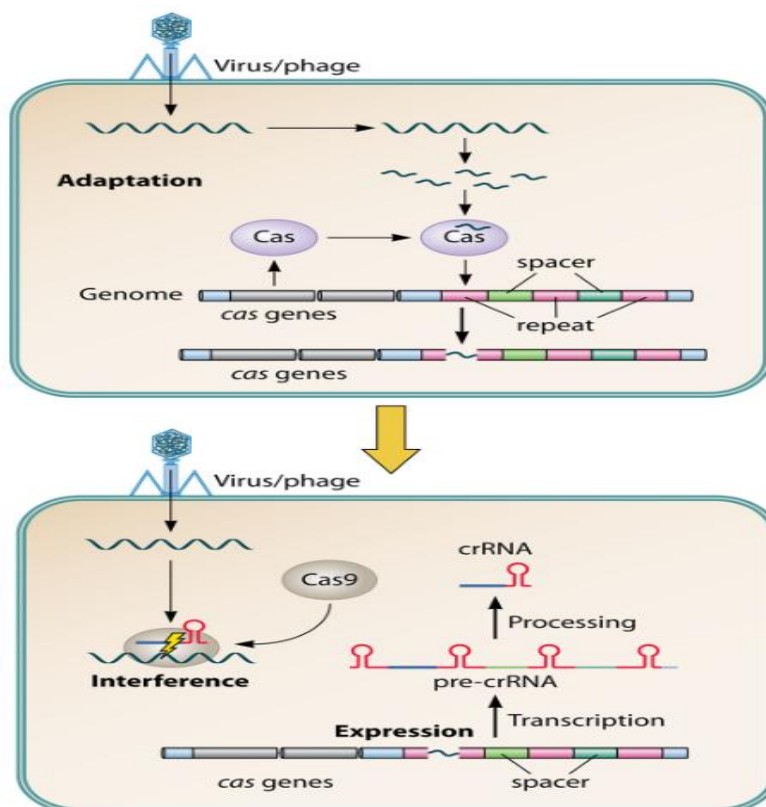 Virus/phage
Adaptation
Cas
Cas
spacer
Genome
cas genes
repeat
cas genes
Virus/phage
crRNA
Cas9
Processing
Interference
pre-crRNA
Expression
Transcription
cas genes
spacer